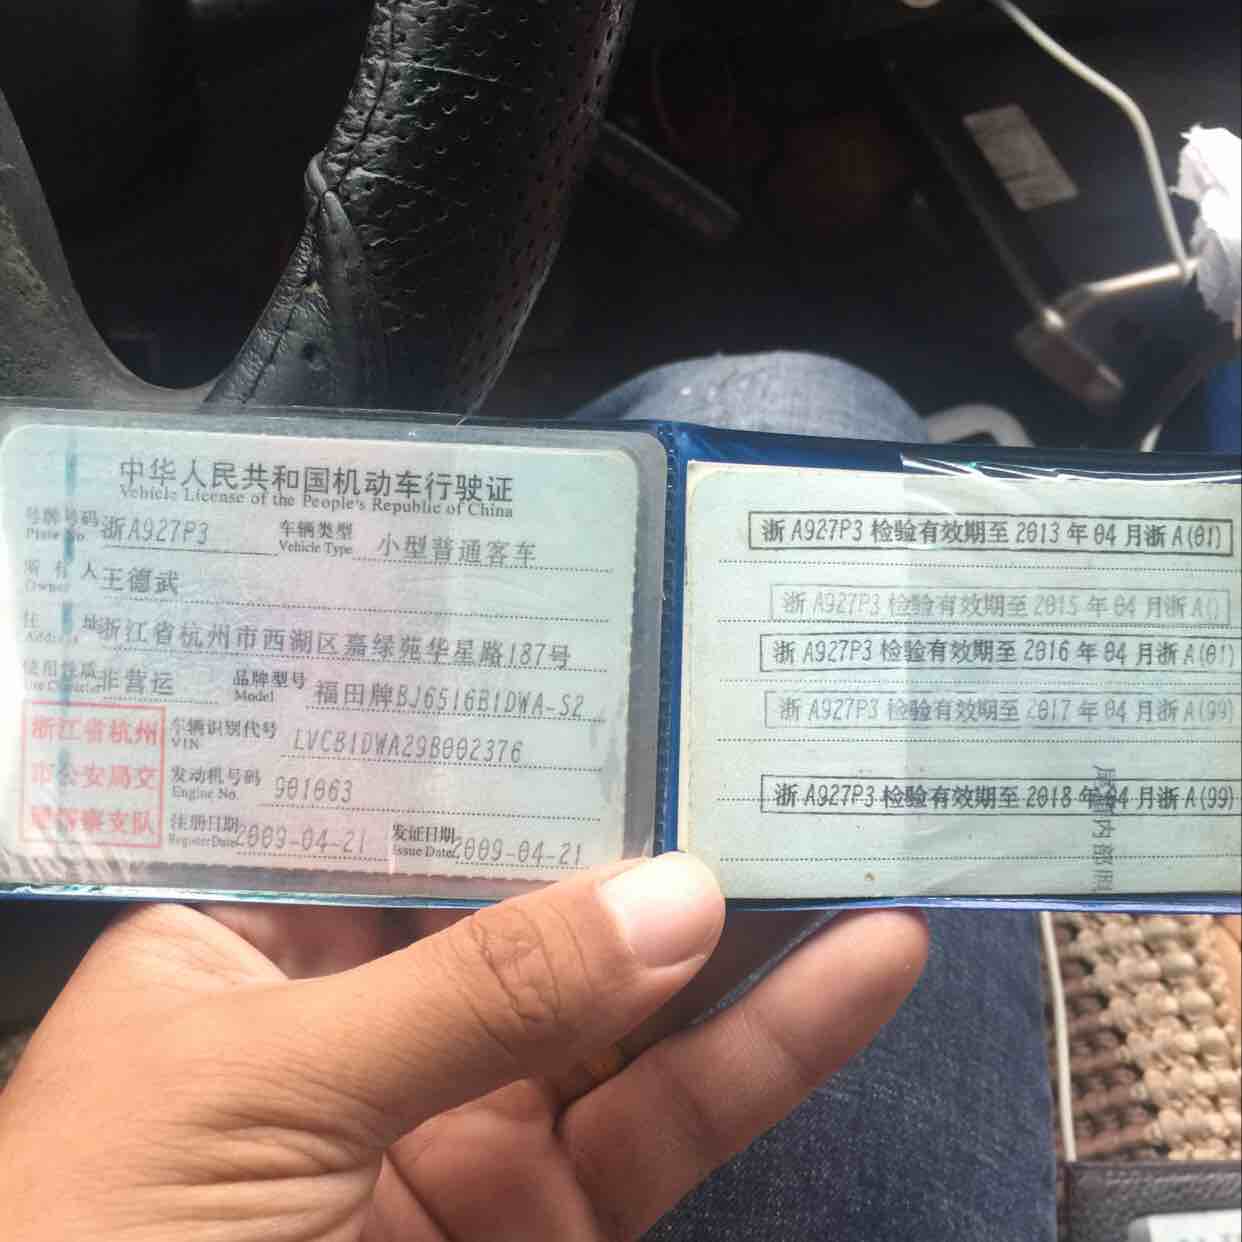 中华人民共和国机动车行驶证
Vehicle License of the People's Republic of China
号牌号码 浙A927P3 车辆类型 小型普通客车
Plate No. Vehicle Type
所有人 王德武
Owner
住址 浙江省杭州市西湖区嘉绿苑华星路187号
Address
使用性质 非营运 品牌型号 福田牌BJ6516B1DWA-S2
Use Character Model
浙江省杭州
市公安局交
通警察支队
车辆识别代号 LVCB1DWA29B002376
VIN
发动机号码 901063
Engine No.
注册日期 2009-04-21 发证日期 2009-04-21
Register Date Issue Date
浙A927P3 检验有效期至 2013 年 04 月浙A(01)
浙A927P3 检验有效期至 2015 年 04 月浙A()
浙A927P3 检验有效期至 2016 年 04 月浙A(01)
浙A927P3 检验有效期至 2017 年 04 月浙A(99)
浙A927P3 检验有效期至 2018 年 04 月浙A(99)